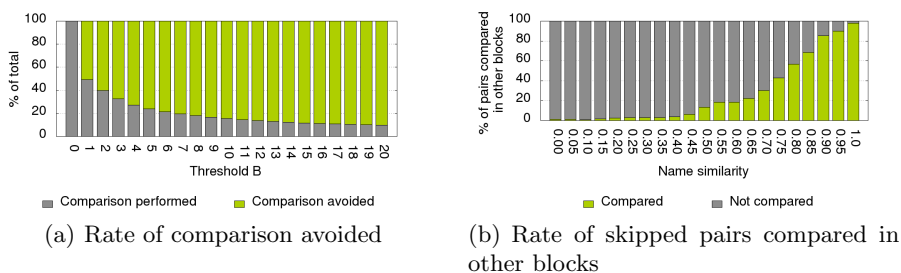 % of total
100
80
60
40
20
0
0 1 2 3 4 5 6 7 8 9 10 11 12 13 14 15 16 17 18 19 20
Threshold B
Comparison performed Comparison avoided
(a) Rate of comparison avoided
% of pairs compared
in other blocks
100
80
60
40
20
0
0.00 0.05 0.10 0.15 0.20 0.25 0.30 0.35 0.40 0.45 0.50 0.55 0.60 0.65 0.70 0.75 0.80 0.85 0.90 0.95 1.0
Name similarity
Compared Not compared
(b) Rate of skipped pairs compared in
other blocks